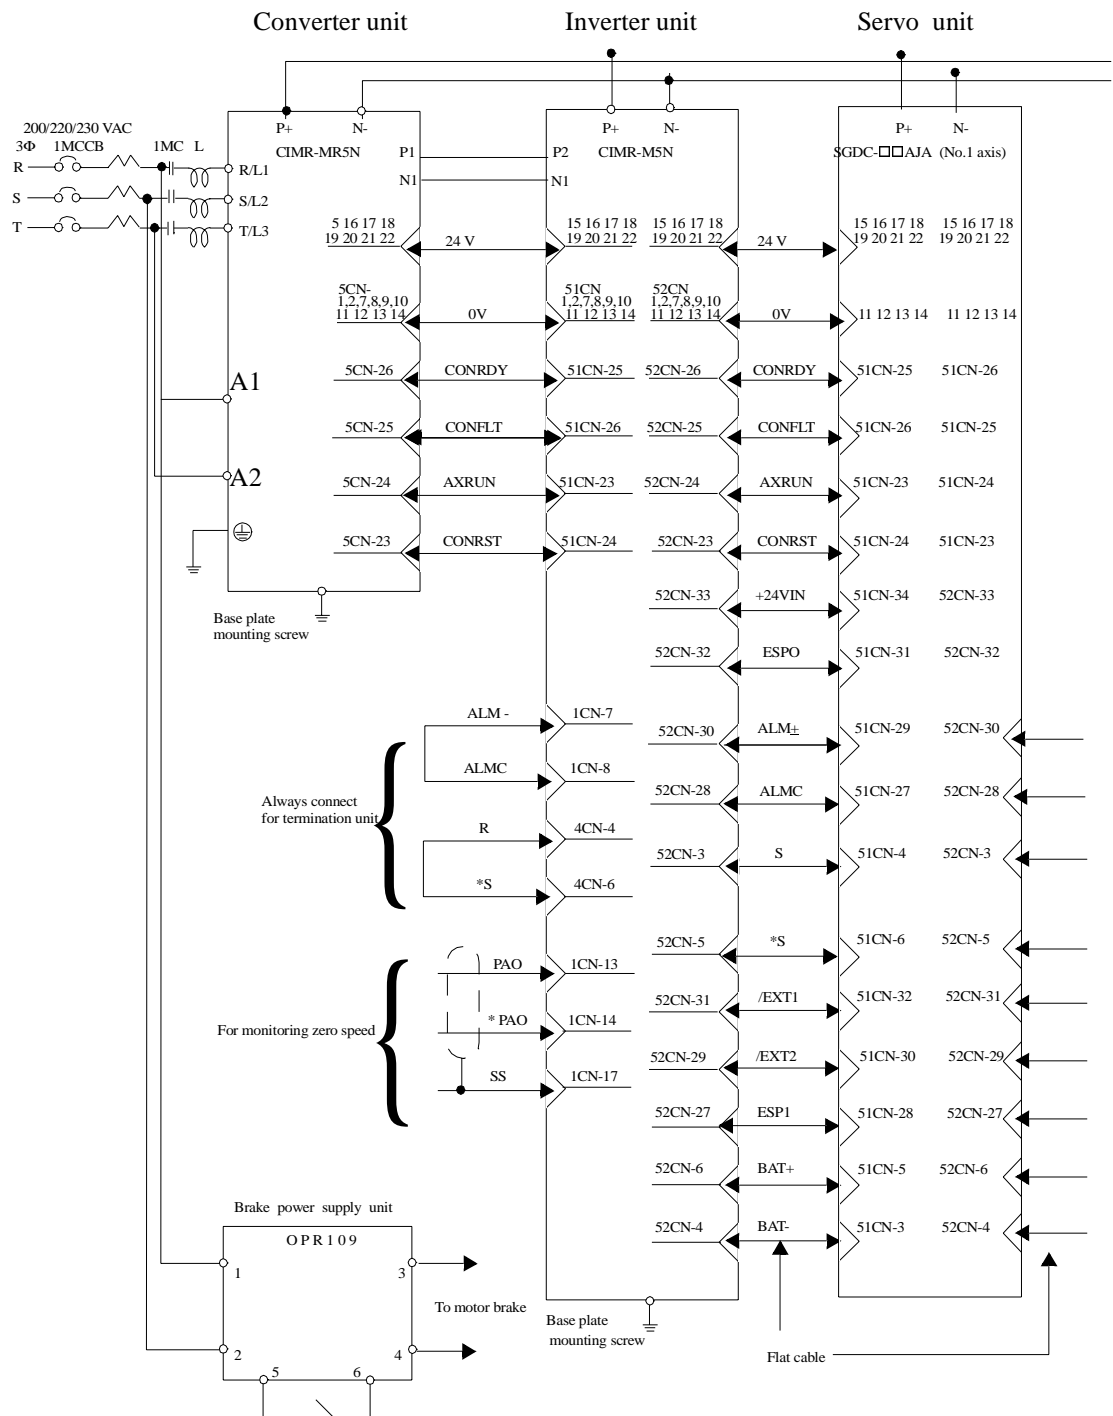 Converter unit Inverter unit Servo unit
200/220/230 VAC
3Φ 1MCCB 1MC L
R
S
T
R/L1
S/L2
T/L3
P+ N-
CIMR-MR5N
P1
N1
P+ N-
CIMR-M5N
P2
N1
P+ N-
SGDC-□□AJA (No.1 axis)
5 16 17 18
19 20 21 22
24 V
15 16 17 18
19 20 21 22
15 16 17 18
19 20 21 22
24 V
15 16 17 18
19 20 21 22
15 16 17 18
19 20 21 22
5CN-
1,2,7,8,9,10
11 12 13 14
0V
51CN
1,2,7,8,9,10
11 12 13 14
52CN
1,2,7,8,9,10
11 12 13 14
0V
11 12 13 14
11 12 13 14
A1
5CN-26 CONRDY 51CN-25 52CN-26 CONRDY 51CN-25 51CN-26
5CN-25 CONFLT 51CN-26 52CN-25 CONFLT 51CN-26 51CN-25
A2
5CN-24 AXRUN 51CN-23 52CN-24 AXRUN 51CN-23 51CN-24
5CN-23 CONRST 51CN-24 52CN-23 CONRST 51CN-24 51CN-23
Base plate
mounting screw
52CN-33 +24VIN 51CN-34 52CN-33
52CN-32 ESPO 51CN-31 52CN-32
ALM - 1CN-7
52CN-30 ALM± 51CN-29 52CN-30
ALMC 1CN-8
52CN-28 ALMC 51CN-27 52CN-28
Always connect
for termination unit
R 4CN-4
52CN-3 S 51CN-4 52CN-3
*S 4CN-6
52CN-5 *S 51CN-6 52CN-5
PAO 1CN-13
52CN-31 /EXT1 51CN-32 52CN-31
For monitoring zero speed
* PAO 1CN-14
52CN-29 /EXT2 51CN-30 52CN-29
SS 1CN-17
52CN-27 ESP1 51CN-28 52CN-27
52CN-6 BAT+ 51CN-5 52CN-6
52CN-4 BAT- 51CN-3 52CN-4
Brake power supply unit
OPR109
1 3
To motor brake
2 4
5 6
Base plate
mounting screw
Flat cable